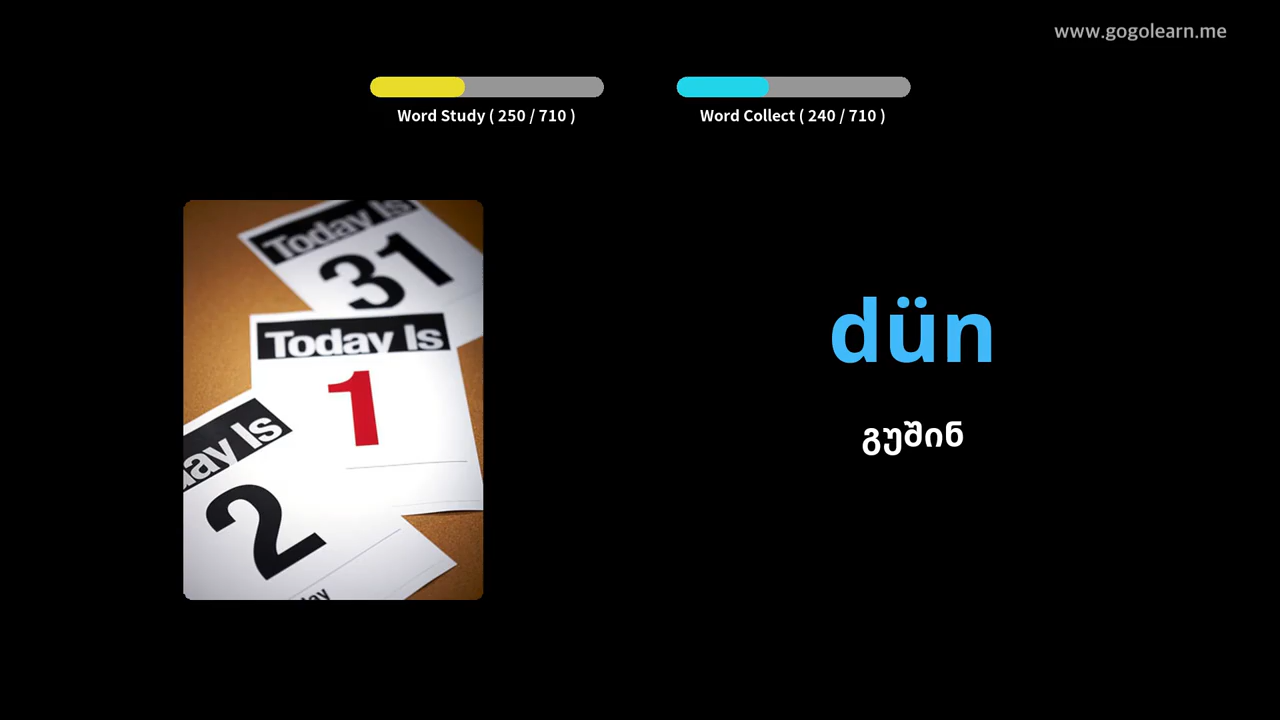 www.gogolearn.me
Word Study ( 250 / 710 )
Word Collect ( 240 / 710 )
Today Is
31
Today Is
1
ay Is
2
ay
dün
გუშინ